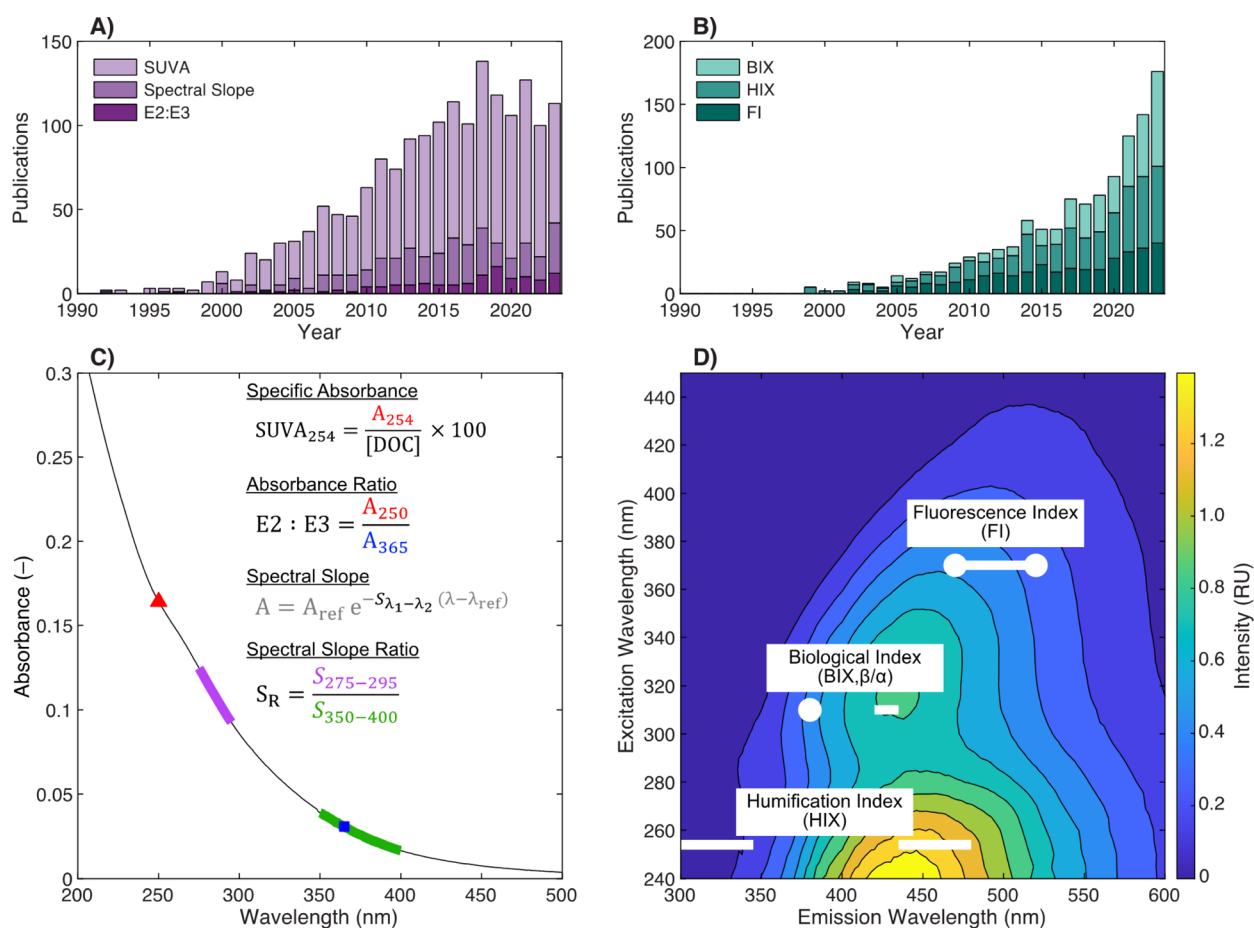 A)
150
100
50
0
Publications
SUVA
Spectral Slope
E2:E3
1990 1995 2000 2005 2010 2015 2020
Year
B)
200
150
100
50
0
Publications
BIX
HIX
FI
1990 1995 2000 2005 2010 2015 2020
Year
C)
0.3
0.25
0.2
0.15
0.1
0.05
0
Absorbance (–)
Specific Absorbance
SUVA₂₅₄ = A₂₅₄ / [DOC] × 100
Absorbance Ratio
E2 : E3 = A₂₅₀ / A₃₆₅
Spectral Slope
A = A_ref e^(−S_λ₁−λ₂ (λ−λ_ref))
Spectral Slope Ratio
S_R = S₂₇₅₋₂₉₅ / S₃₅₀₋₄₀₀
200 250 300 350 400 450 500
Wavelength (nm)
D)
440
420
400
380
360
340
320
300
280
260
240
Excitation Wavelength (nm)
Fluorescence Index
(FI)
Biological Index
(BIX,β/α)
Humification Index
(HIX)
300 350 400 450 500 550 600
Emission Wavelength (nm)
1.2
1.0
0.8
0.6
0.4
0.2
0
Intensity (RU)